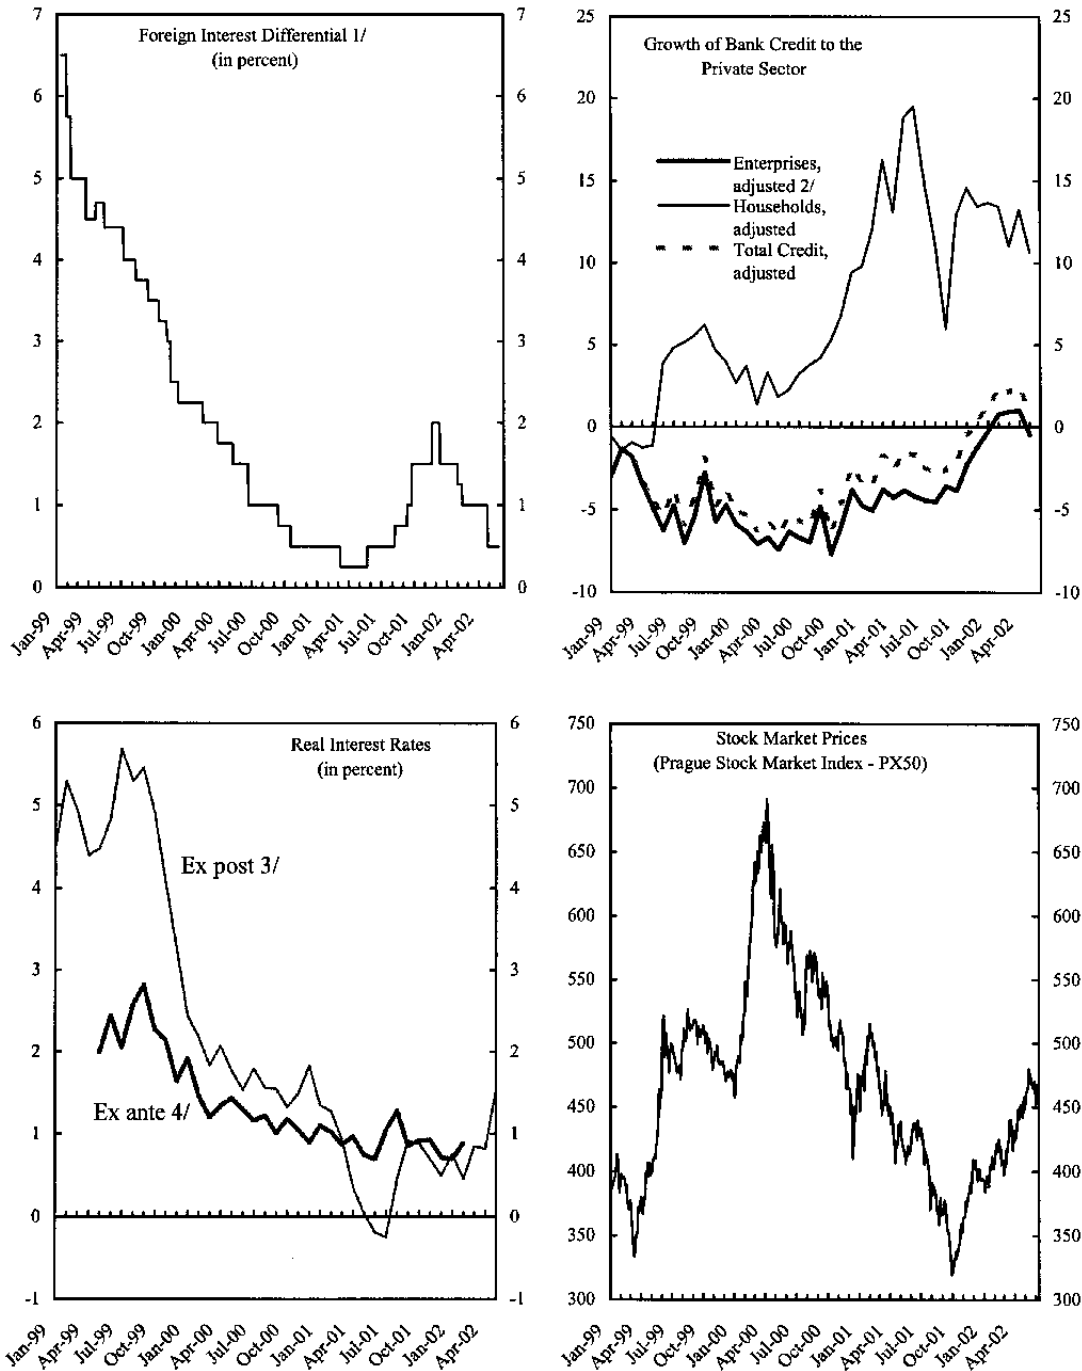 Foreign Interest Differential 1/
(in percent)
7
6
5
4
3
2
1
0
7
6
5
4
3
2
1
0
Jan-99
Apr-99
Jul-99
Oct-99
Jan-00
Apr-00
Jul-00
Oct-00
Jan-01
Apr-01
Jul-01
Oct-01
Jan-02
Apr-02
Growth of Bank Credit to the
Private Sector
25
20
15
10
5
0
-5
-10
25
20
15
10
5
0
-5
-10
Enterprises,
adjusted 2/
Households,
adjusted
Total Credit,
adjusted
Jan-99
Apr-99
Jul-99
Oct-99
Jan-00
Apr-00
Jul-00
Oct-00
Jan-01
Apr-01
Jul-01
Oct-01
Jan-02
Apr-02
Real Interest Rates
(in percent)
6
5
4
3
2
1
0
-1
6
5
4
3
2
1
0
-1
Ex post 3/
Ex ante 4/
Jan-99
Apr-99
Jul-99
Oct-99
Jan-00
Apr-00
Jul-00
Oct-00
Jan-01
Apr-01
Jul-01
Oct-01
Jan-02
Apr-02
Stock Market Prices
(Prague Stock Market Index - PX50)
750
700
650
600
550
500
450
400
350
300
750
700
650
600
550
500
450
400
350
300
Jan-99
Apr-99
Jul-99
Oct-99
Jan-00
Apr-00
Jul-00
Oct-00
Jan-01
Apr-01
Jul-01
Oct-01
Jan-02
Apr-02